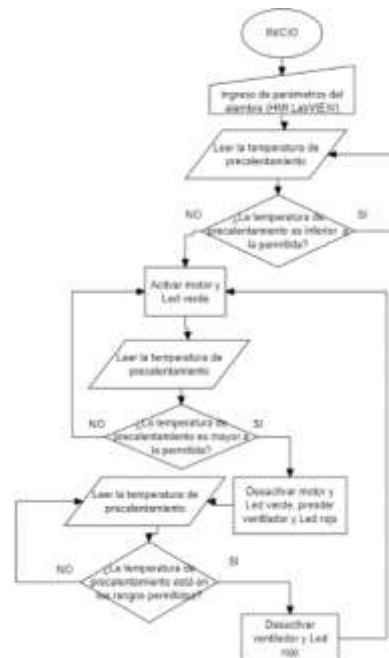 INICIO
Ingreso de parámetros del
alambre (HMI LabVIEW)
Leer la temperatura de
precalentamiento
NO
¿La temperatura de
precalentamiento es inferior a
la permitida?
SI
Activar motor y
Led verde
Leer la temperatura de
precalentamiento
NO
¿La temperatura de
precalentamiento es mayor a
la permitida?
SI
Desactivar motor y
Led verde, prender
ventilador y Led rojo
Leer la temperatura de
precalentamiento
NO
¿La temperatura de
precalentamiento está en
los rangos permitidos?
SI
Desactivar
ventilador y Led
rojo